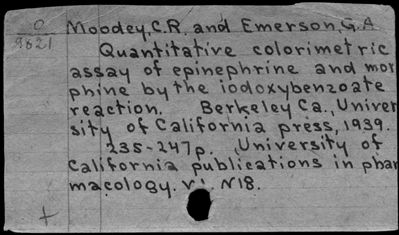 O
9821
Moodey, C.R. and Emerson, G.A
Quantitative colorimetric
assay of epinephrine and mor
phine by the iodoxybenzoate
reaction. Berkeley Ca., Univer
sity of California press, 1939.
235-247p. University of
California publications in phar
macology. v1. N18.
+